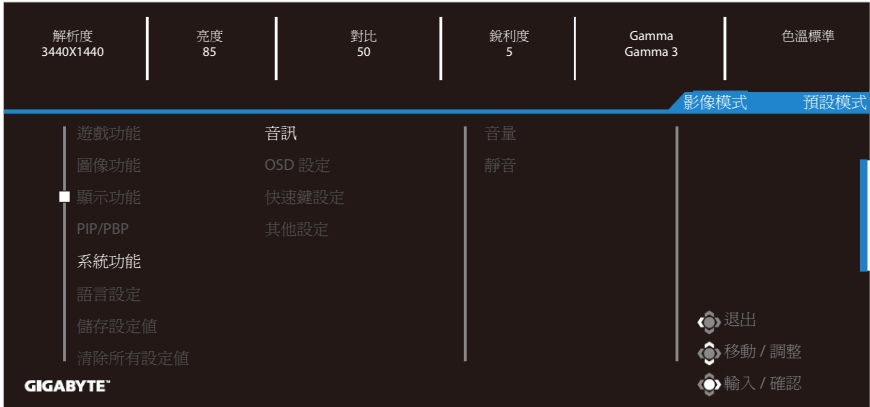 解析度
3440X1440
亮度
85
對比
50
銳利度
5
Gamma
Gamma 3
色溫標準
影像模式 預設模式
遊戲功能
圖像功能
顯示功能
PIP/PBP
系統功能
語言設定
儲存設定值
清除所有設定值
音訊
OSD 設定
快速鍵設定
其他設定
音量
靜音
退出
移動 / 調整
輸入 / 確認
GIGABYTE™